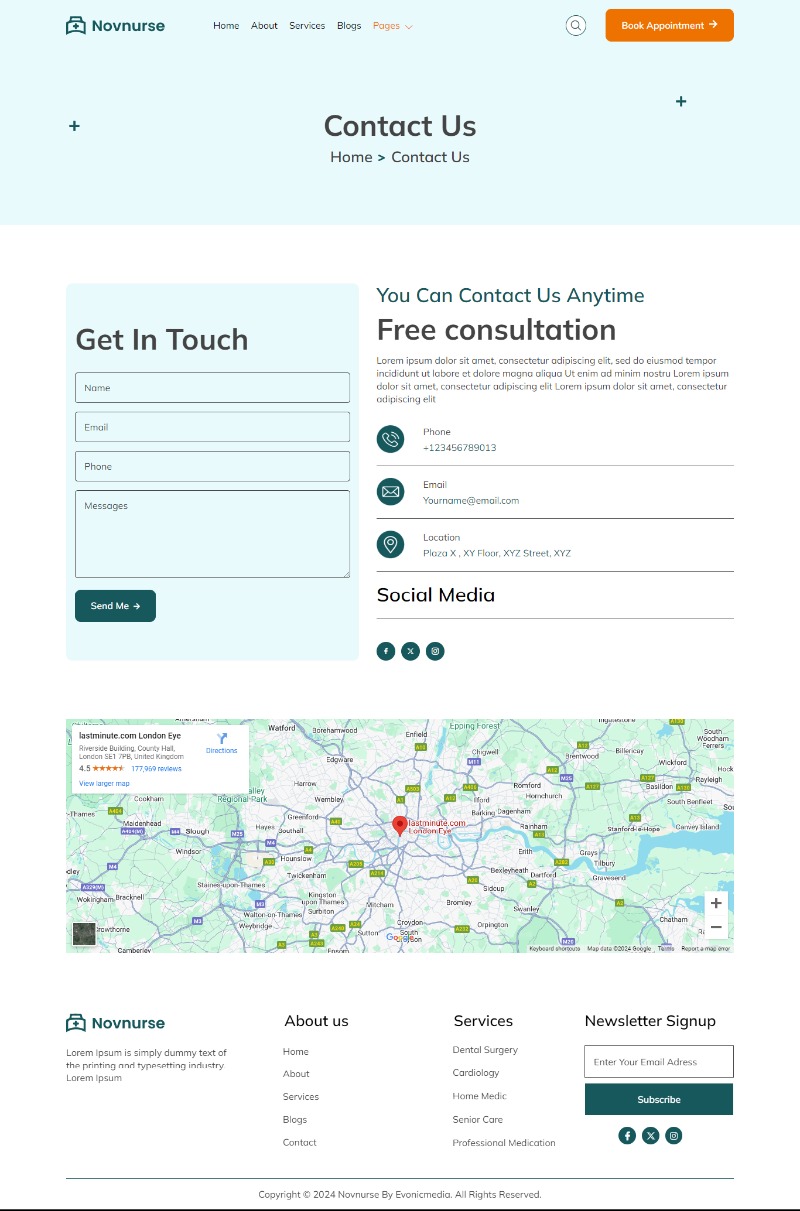 Novnurse
Home About Services Blogs Pages
Book Appointment
Contact Us
Home > Contact Us
Get In Touch
Name
Email
Phone
Messages
Send Me
You Can Contact Us Anytime
Free consultation
Lorem ipsum dolor sit amet, consectetur adipiscing elit, sed do eiusmod tempor
incididunt ut labore et dolore magna aliqua Ut enim ad minim nostru Lorem ipsum
dolor sit amet, consectetur adipiscing elit Lorem ipsum dolor sit amet, consectetur
adipiscing elit
Phone
+123456789013
Email
Yourname@email.com
Location
Plaza X , XY Floor, XYZ Street, XYZ
Social Media
lastminute.com London Eye
Riverside Building, County Hall,
London SE1 7PB, United Kingdom
4.5 177,969 reviews
View larger map
Directions
Watford
Borehamwood
Enfield
Epping Forest
Chigwell
Brentwood
Billericay
Wickford
South
Woodham
Ferrers
Rayleigh
Hock
Basildon
Edgware
Harrow
Wembley
Romford
Hornchurch
Ilford
Barking
Dagenham
Rainham
South Benfleet
Canvey Island
Stanford-le-Hope
Cookham
Maidenhead
Slough
Windsor
Regional Park
Hayes
Southall
Greenford
Hounslow
Twickenham
lastminute.com
London Eye
Erith
Grays
Tilbury
Gravesend
Dartford
Bexleyheath
Sidcup
Swanley
Bromley
Orpington
Chatham
Staines-upon-Thames
Kingston
upon Thames
Surbiton
Walton-on-Thames
Weybridge
Mitcham
Sutton
Croydon
South
Croydon
Epsom
Wokingham
Bracknell
Crowthorne
Camberley
Google
Keyboard shortcuts Map data ©2024 Google Terms Report a map error
Novnurse
Lorem Ipsum is simply dummy text of
the printing and typesetting industry.
Lorem Ipsum
About us
Home
About
Services
Blogs
Contact
Services
Dental Surgery
Cardiology
Home Medic
Senior Care
Professional Medication
Newsletter Signup
Enter Your Email Adress
Subscribe
Copyright © 2024 Novnurse By Evonicmedia. All Rights Reserved.